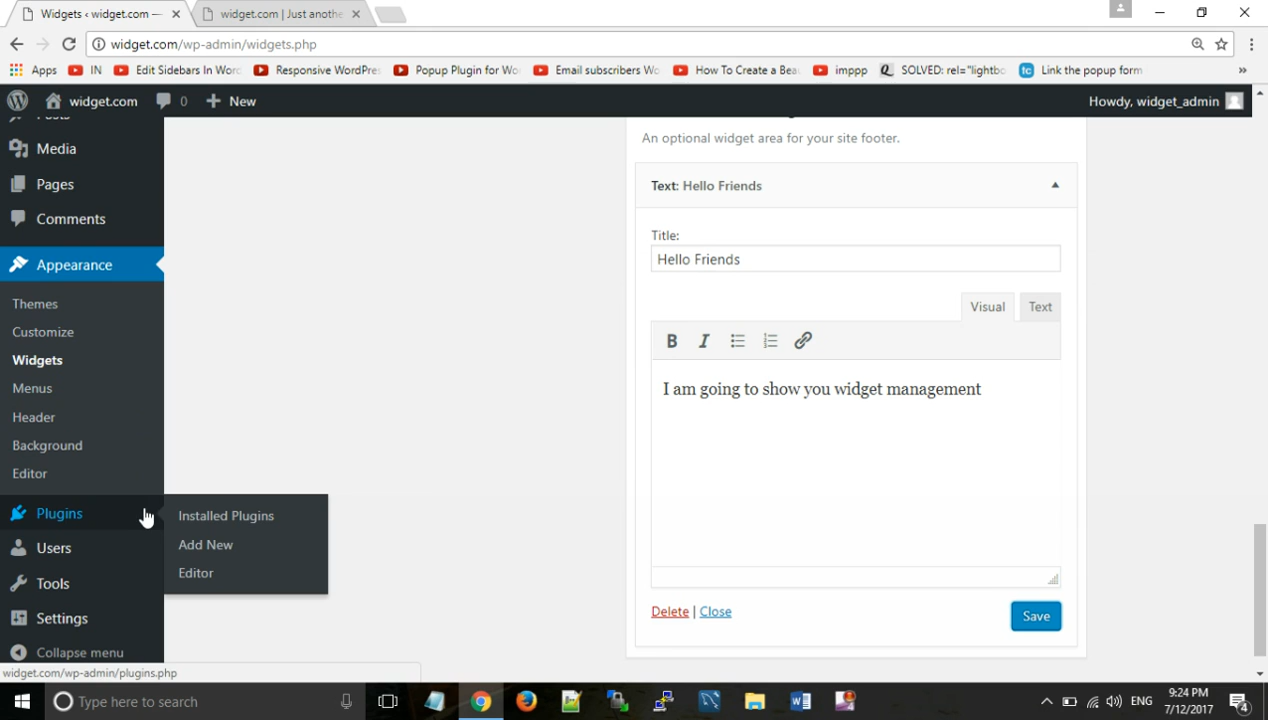 Widgets ‹ widget.com —
widget.com | Just anothe
widget.com/wp-admin/widgets.php
Apps
IN
Edit Sidebars In Word
Responsive WordPres
Popup Plugin for Wo
Email subscribers Wo
How To Create a Bea
imppp
SOLVED: rel="lightbo
Link the popup form
»
widget.com
0
New
Howdy, widget_admin
Posts
Media
Pages
Comments
Appearance
Themes
Customize
Widgets
Menus
Header
Background
Editor
Plugins
Installed Plugins
Add New
Editor
Users
Tools
Settings
Collapse menu
An optional widget area for your site footer.
Text: Hello Friends
Title:
Hello Friends
Visual
Text
B I
I am going to show you widget management
Delete | Close
Save
widget.com/wp-admin/plugins.php
Type here to search
ENG
9:24 PM
7/12/2017
4